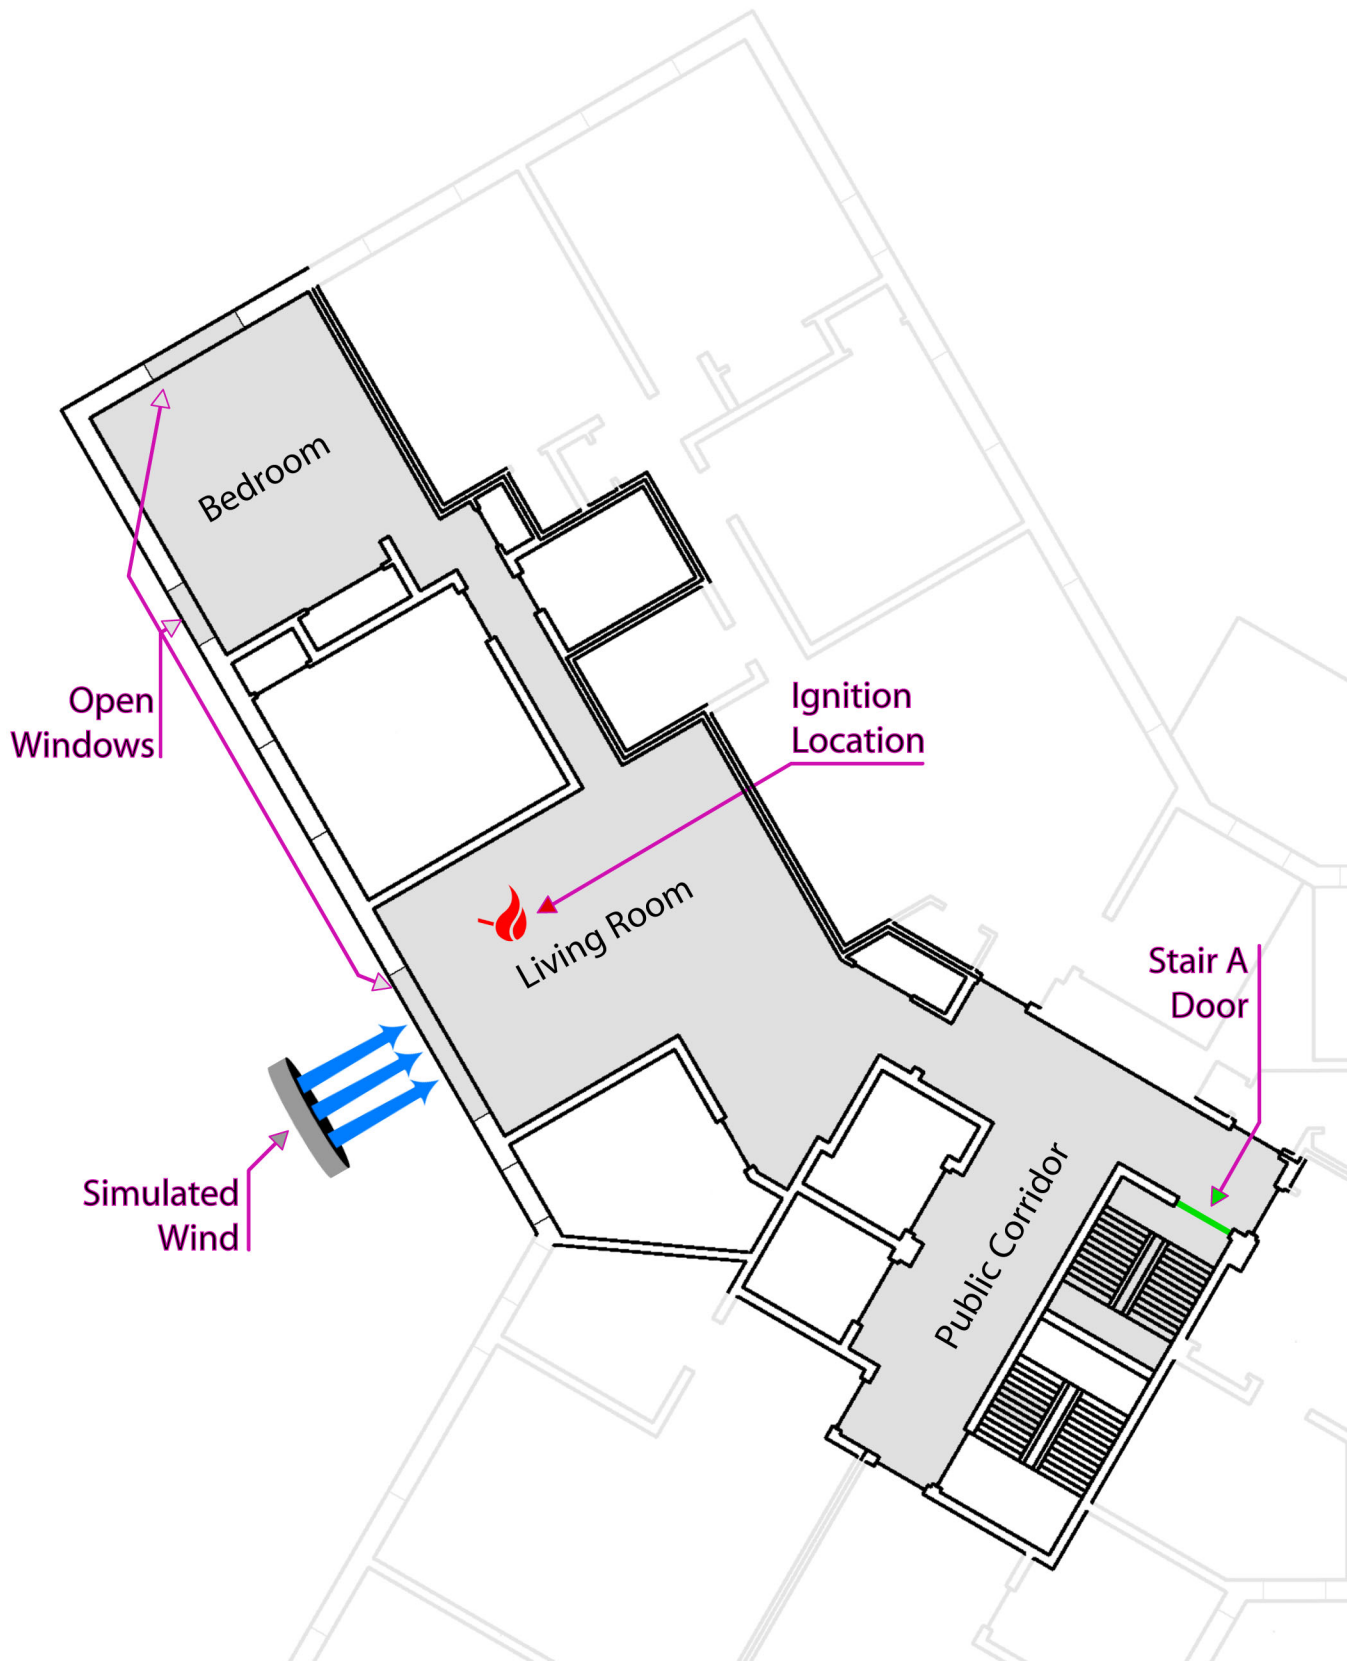 Bedroom
Open
Windows
Ignition
Location
Living Room
Stair A
Door
Simulated
Wind
Public Corridor